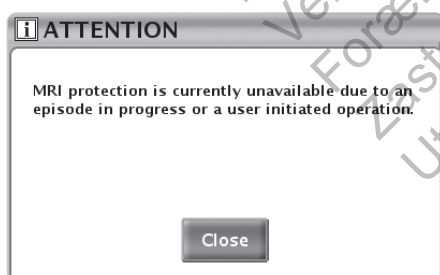 ATTENTION
MRI protection is currently unavailable due to an
episode in progress or a user initiated operation.
Close